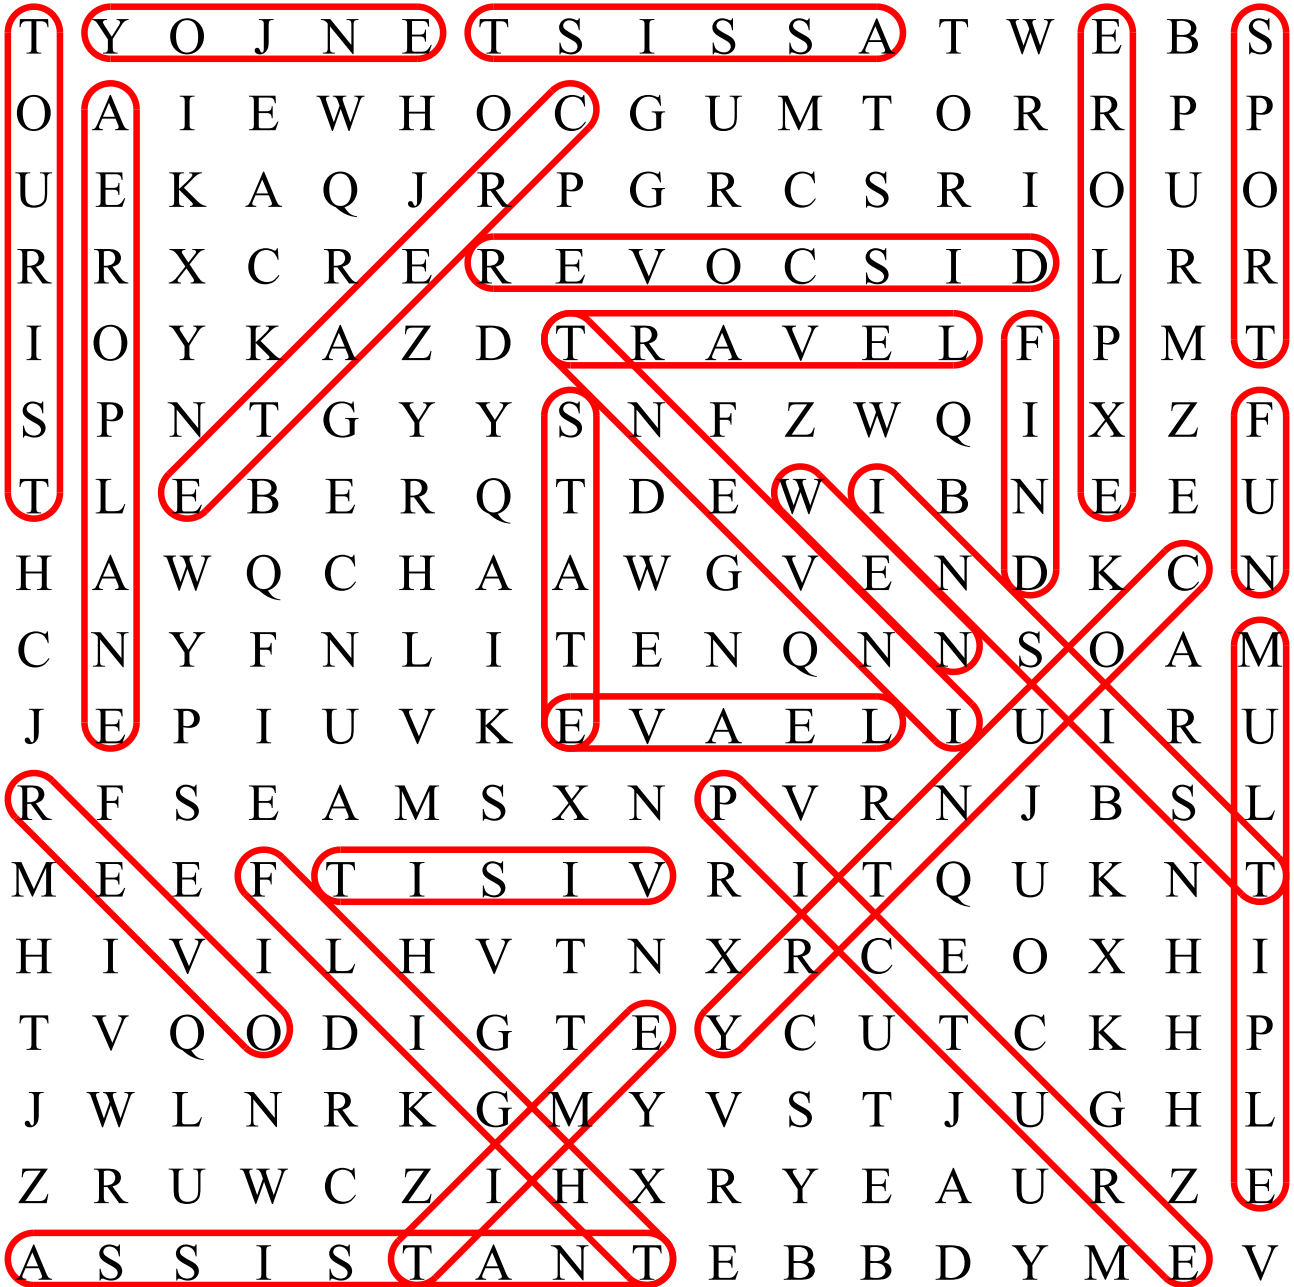 T Y O J N E T S I S S A T W E B S
O A I E W H O C G U M T O R R P P
U E K A Q J R P G R C S R I O U O
R R X C R E R E V O C S I D L R R
I O Y K A Z D T R A V E L F P M T
S P N T G Y Y S N F Z W Q I X Z F
T L E B E R Q T D E W I B N E E U
H A W Q C H A A W G V E N D K C N
C N Y F N L I T E N Q N N S O A M
J E P I U V K E V A E L I U I R U
R F S E A M S X N P V R N J B S L
M E E F T I S I V R I T Q U K N T
H I V I L H V T N X R C E O X H I
T V Q O D I G T E Y C U T C K H P
J W L N R K G M Y V S T J U G H L
Z R U W C Z I H X R Y E A U R Z E
A S S I S T A N T E B B D Y M E V